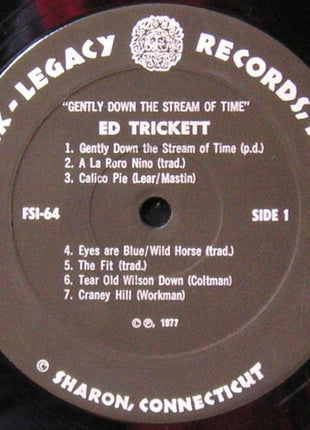 - LEGACY RECORDS,
"GENTLY DOWN THE STREAM OF TIME"
ED TRICKETT
1. Gently Down the Stream of Time (p.d.)
2. A La Roro Nino (trad.)
3. Calico Pie (Lear/Mastin)
FSI-64
SIDE 1
4. Eyes are Blue/Wild Horse (trad.)
5. The Fit (trad.)
6. Tear Old Wilson Down (Coltman)
7. Craney Hill (Workman)
© ℗, 1977
© SHARON, CONNECTICUT